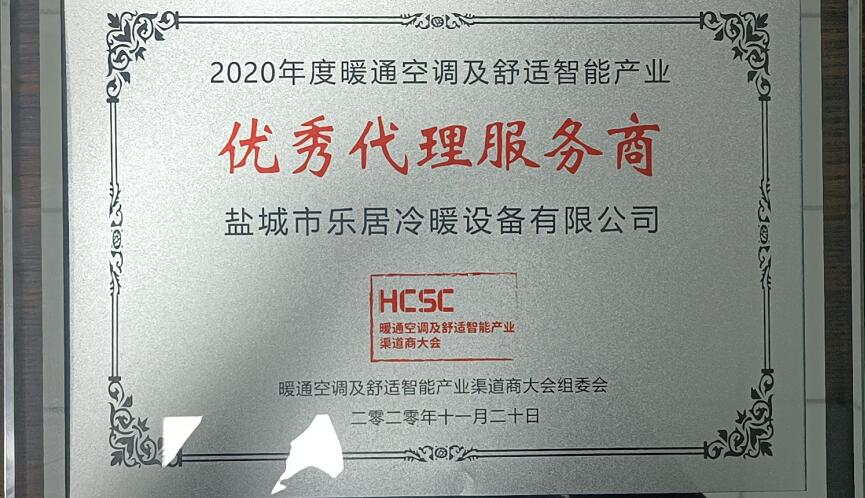 2020年度暖通空调及舒适智能产业
优秀代理服务商
盐城市乐居冷暖设备有限公司
HCSC
暖通空调及舒适智能产业
渠道商大会
暖通空调及舒适智能产业渠道商大会组委会
二零二零年十一月二十日